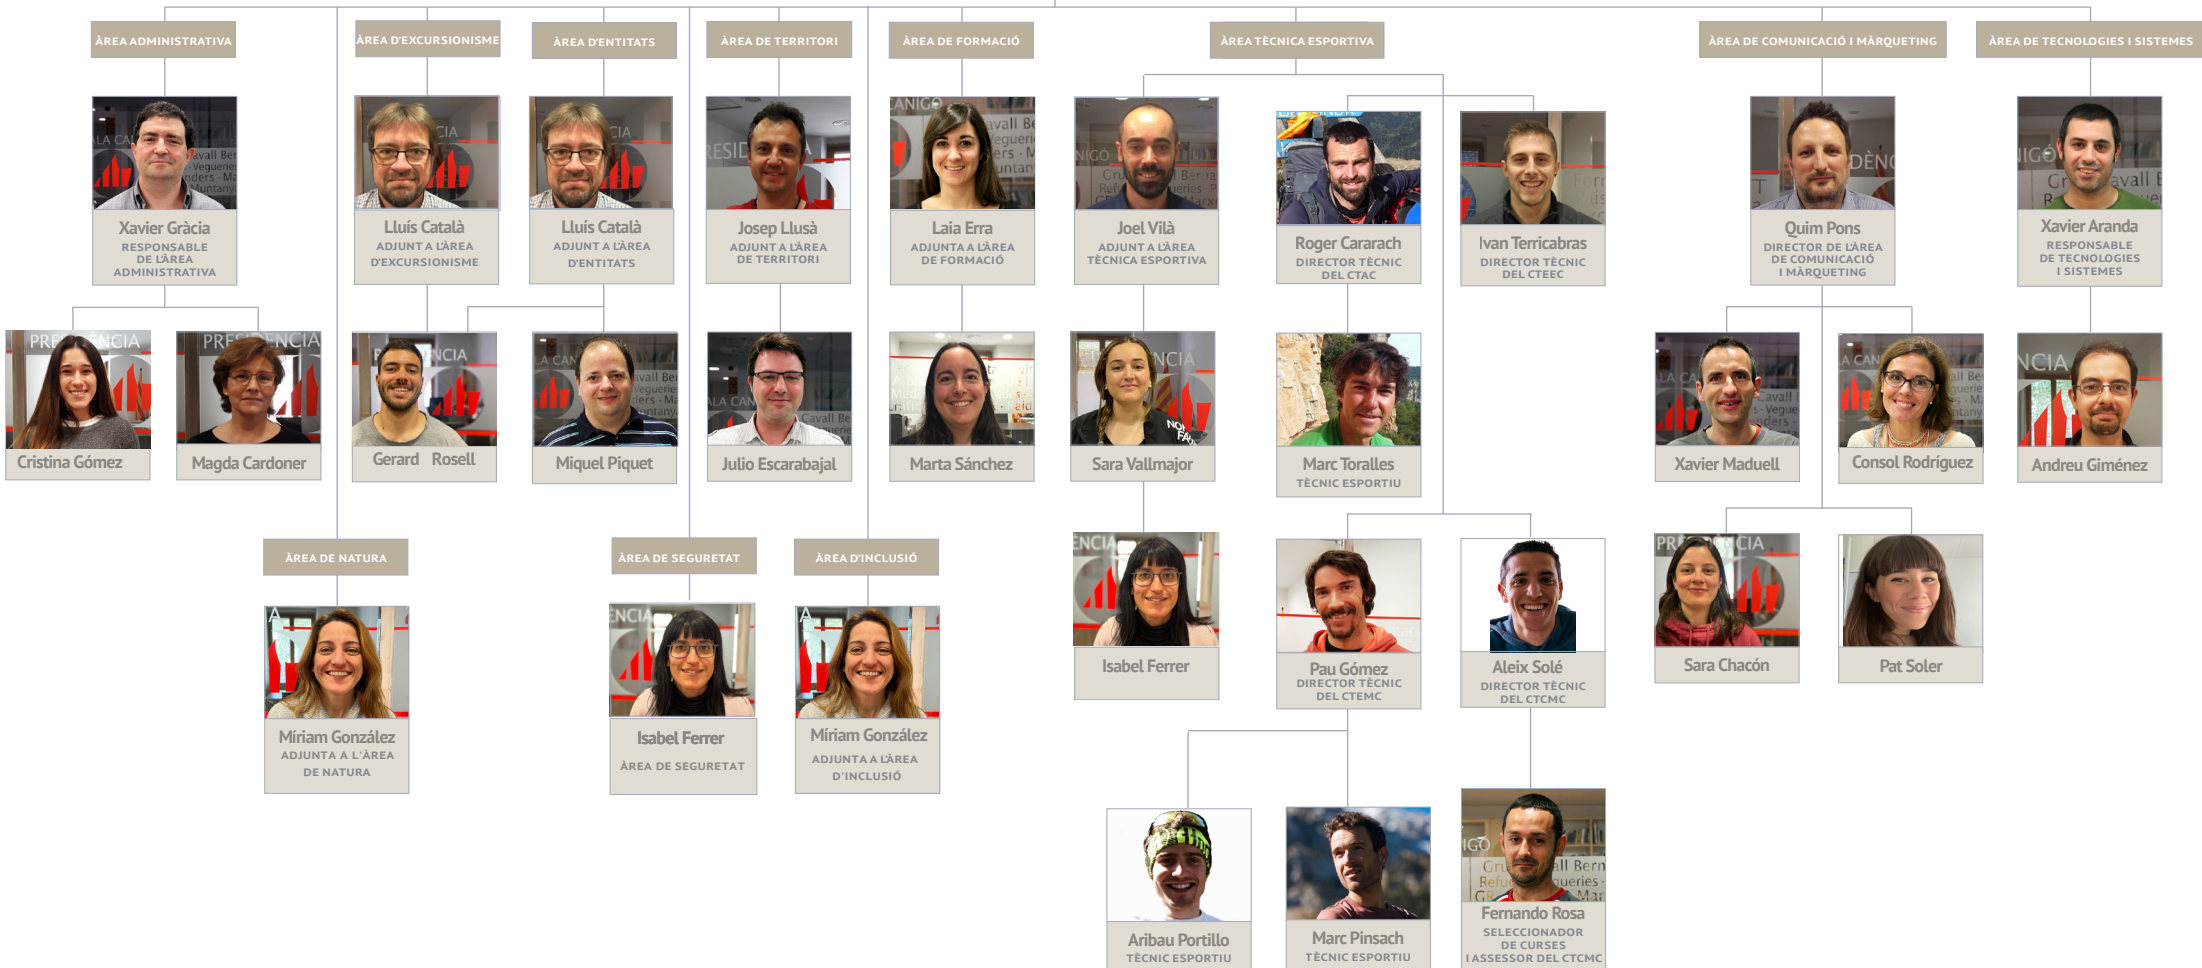 ÀREA ADMINISTRATIVA
ÀREA D'EXCURSIONISME
ÀREA D'ENTITATS
ÀREA DE TERRITORI
ÀREA DE FORMACIÓ
ÀREA TÈCNICA ESPORTIVA
ÀREA DE COMUNICACIÓ I MÀRQUETING
ÀREA DE TECNOLOGIES I SISTEMES
Xavier Gràcia
RESPONSABLE
DE L'ÀREA
ADMINISTRATIVA
Lluís Català
ADJUNT A L'ÀREA
D'EXCURSIONISME
Lluís Català
ADJUNT A L'ÀREA
D'ENTITATS
Josep Llusà
ADJUNT A L'ÀREA
DE TERRITORI
Laia Erra
ADJUNTA A L'ÀREA
DE FORMACIÓ
Joel Vilà
ADJUNT A L'ÀREA
TÈCNICA ESPORTIVA
Roger Cararach
DIRECTOR TÈCNIC
DEL CTAC
Ivan Terricabras
DIRECTOR TÈCNIC
DEL CTEEC
Quim Pons
DIRECTOR DE L'ÀREA
DE COMUNICACIÓ
I MÀRQUETING
Xavier Aranda
RESPONSABLE
DE TECNOLOGIES
I SISTEMES
Cristina Gómez
Magda Cardoner
Gerard Rosell
Miquel Piquet
Julio Escarabajal
Marta Sánchez
Sara Vallmajor
Marc Toralles
TÈCNIC ESPORTIU
Xavier Maduell
Consol Rodríguez
Andreu Giménez
ÀREA DE NATURA
ÀREA DE SEGURETAT
ÀREA D'INCLUSIÓ
Míriam González
ADJUNTA A L'ÀREA
DE NATURA
Isabel Ferrer
ÀREA DE SEGURETAT
Míriam González
ADJUNTA A L'ÀREA
D'INCLUSIÓ
Isabel Ferrer
Pau Gómez
DIRECTOR TÈCNIC
DEL CTEMC
Aleix Solé
DIRECTOR TÈCNIC
DEL CTCMC
Sara Chacón
Pat Soler
Aribau Portillo
TÈCNIC ESPORTIU
Marc Pinsach
TÈCNIC ESPORTIU
Fernando Rosa
SELECCIONADOR
DE CURSES
I ASSESSOR DEL CTCMC